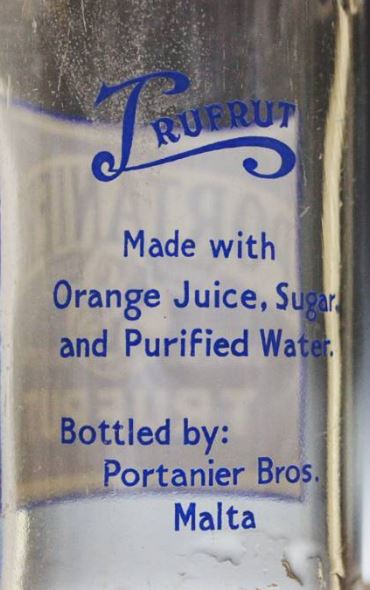 TRUFRUT
Made with
Orange Juice, Sugar,
and Purified Water.
Bottled by:
Portanier Bros.
Malta